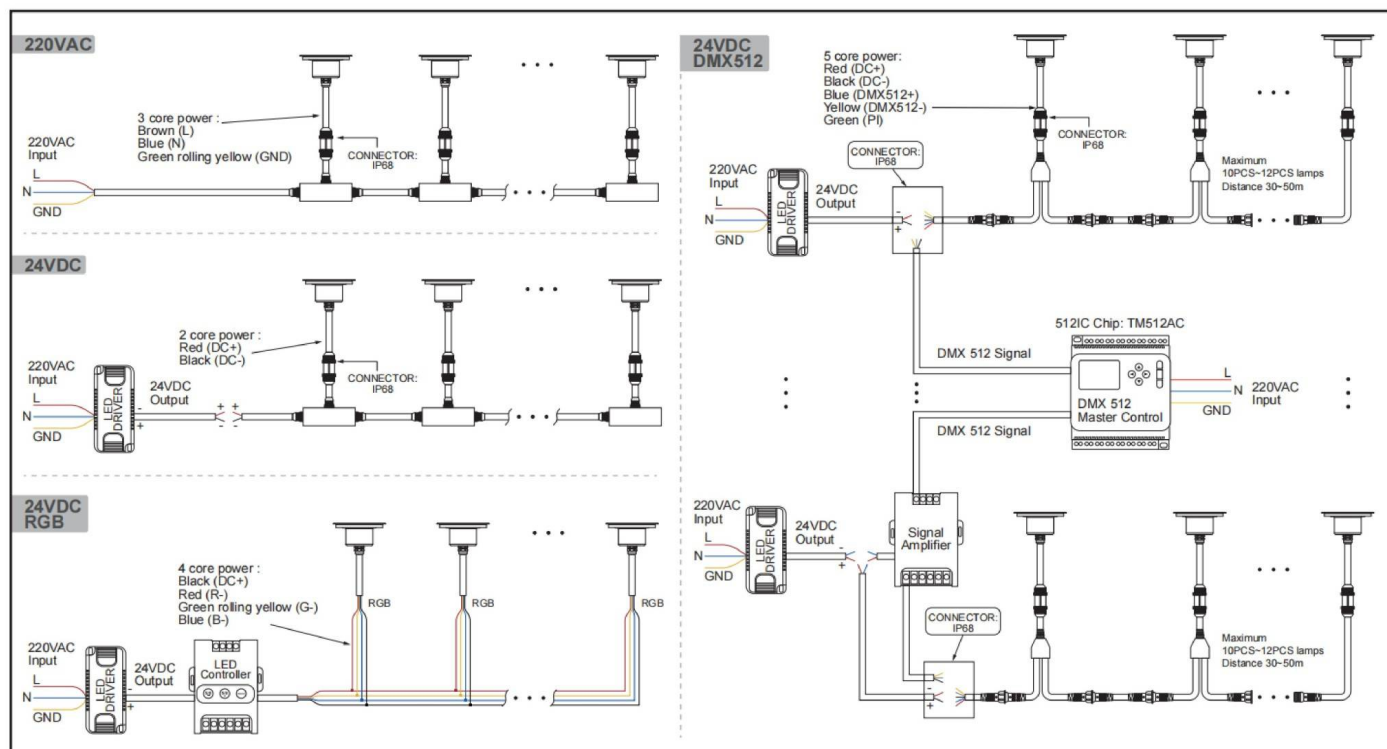 220VAC
3 core power :
Brown (L)
Blue (N)
Green rolling yellow (GND)
CONNECTOR:
IP68
220VAC
Input
L
N
GND
24VDC
2 core power :
Red (DC+)
Black (DC-)
CONNECTOR:
IP68
220VAC
Input
L
N
GND
LED
DRIVER
24VDC
Output
-
+
+ +
- -
24VDC
RGB
4 core power :
Black (DC+)
Red (R-)
Green rolling yellow (G-)
Blue (B-)
RGB
RGB
RGB
220VAC
Input
L
N
GND
LED
DRIVER
24VDC
Output
-
+
LED
Controller
24VDC
DMX512
5 core power :
Red (DC+)
Black (DC-)
Blue (DMX512+)
Yellow (DMX512-)
Green (PI)
CONNECTOR:
IP68
CONNECTOR:
IP68
Maximum
10PCS~12PCS lamps
Distance 30~50m
220VAC
Input
L
N
GND
LED
DRIVER
24VDC
Output
-
+
512IC Chip: TM512AC
DMX 512 Signal
DMX 512
Master Control
L
N
GND
220VAC
Input
DMX 512 Signal
220VAC
Input
L
N
GND
LED
DRIVER
24VDC
Output
-
+
Signal
Amplifier
CONNECTOR:
IP68
-
+
Maximum
10PCS~12PCS lamps
Distance 30~50m